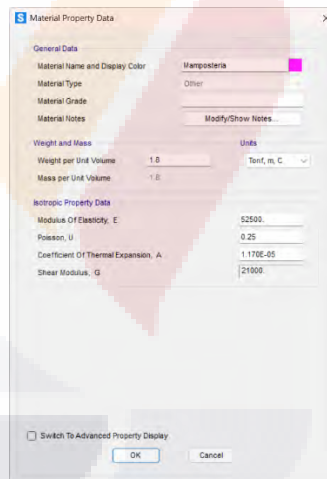 S Material Property Data
General Data
Material Name and Display Color Mamposteria
Material Type Other
Material Grade
Material Notes Modify/Show Notes...
Weight and Mass Units
Weight per Unit Volume 1.8 Tonf, m, C
Mass per Unit Volume 1.8
Isotropic Property Data
Modulus Of Elasticity, E 52500.
Poisson, U 0.25
Coefficient Of Thermal Expansion, A 1.170E-05
Shear Modulus, G 21000.
Switch To Advanced Property Display
OK Cancel